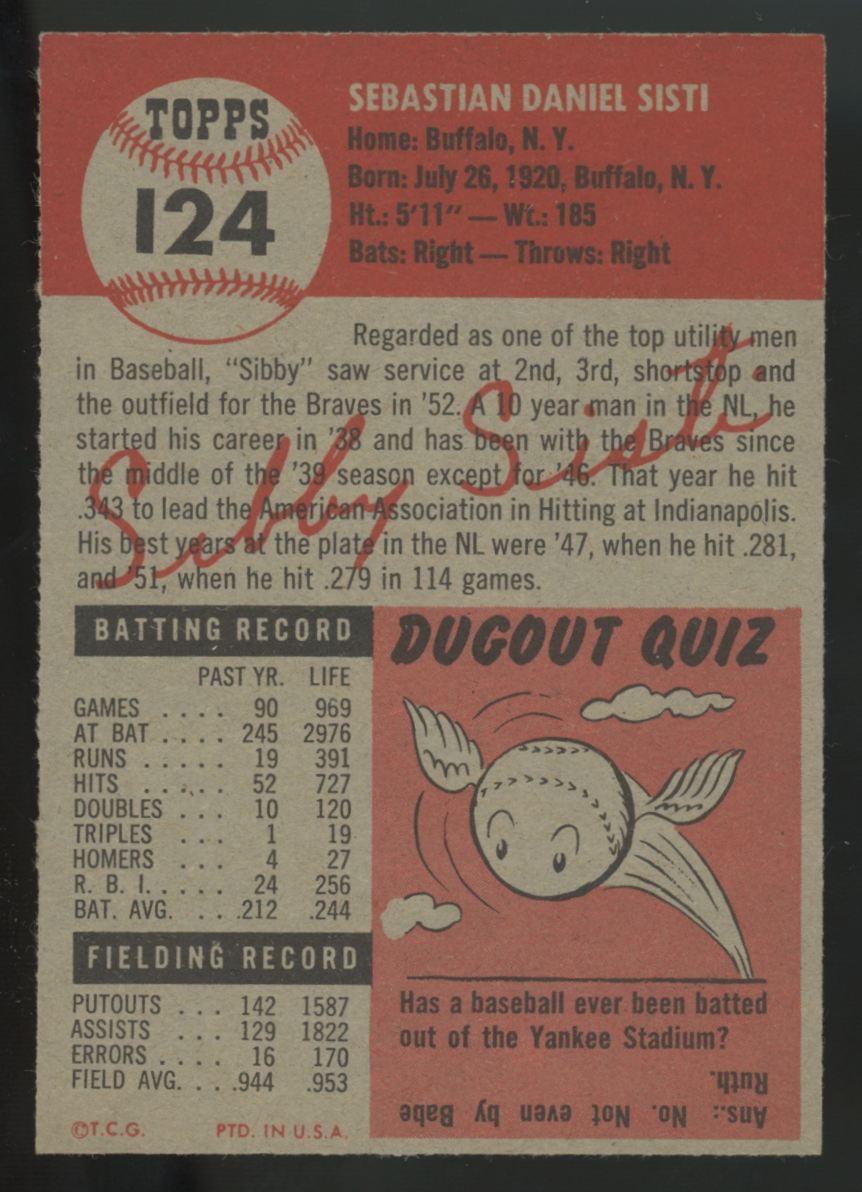 TOPPS
124
SEBASTIAN DANIEL SISTI
Home: Buffalo, N. Y.
Born: July 26, 1920, Buffalo, N. Y.
Ht.: 5'11" — Wt.: 185
Bats: Right — Throws: Right
Regarded as one of the top utility men
in Baseball, "Sibby" saw service at 2nd, 3rd, shortstop and
the outfield for the Braves in '52. A 10 year man in the NL, he
started his career in '38 and has been with the Braves since
the middle of the '39 season except for '46. That year he hit
.343 to lead the American Association in Hitting at Indianapolis.
His best years at the plate in the NL were '47, when he hit .281,
and '51, when he hit .279 in 114 games.
Sibby Sisti
BATTING RECORD
PAST YR. LIFE
GAMES . . . . 90 969
AT BAT . . . . 245 2976
RUNS . . . . . 19 391
HITS . . . . . 52 727
DOUBLES . . . 10 120
TRIPLES . . . 1 19
HOMERS . . . 4 27
R. B. I. . . . . 24 256
BAT. AVG. . . .212 .244
FIELDING RECORD
PUTOUTS . . . 142 1587
ASSISTS . . . 129 1822
ERRORS . . . . 16 170
FIELD AVG. . . .944 .953
©T.C.G. PTD. IN U.S.A.
DUGOUT QUIZ
Has a baseball ever been batted
out of the Yankee Stadium?
Ans.: No. Not even by Babe
Ruth.